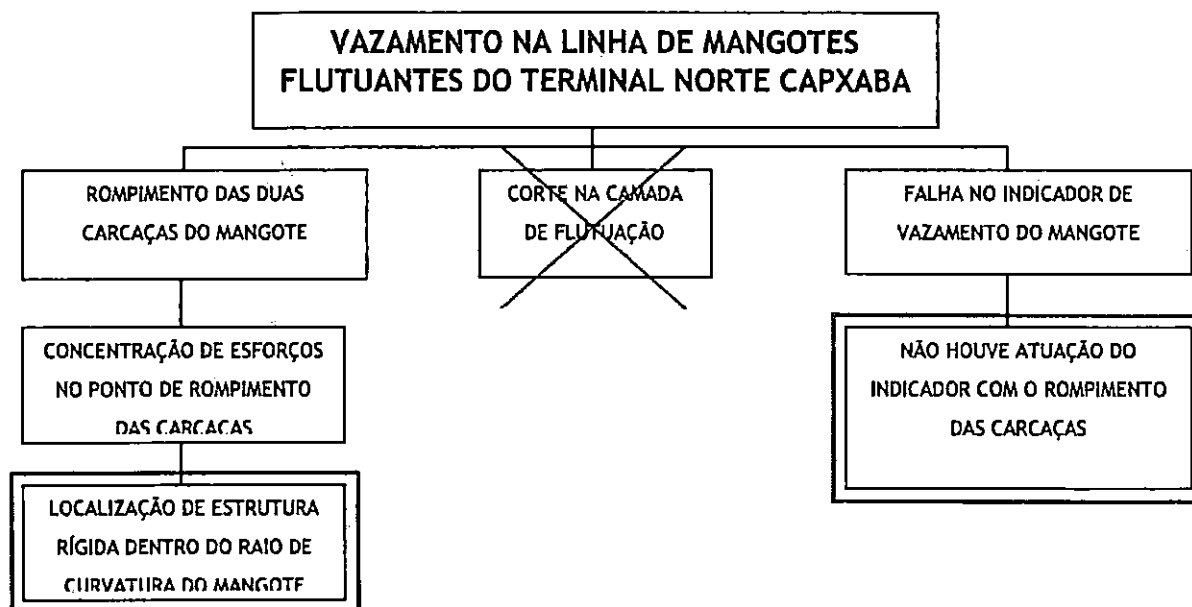 VAZAMENTO NA LINHA DE MANGOTES
FLUTUANTES DO TERMINAL NORTE CAPXABA
ROMPIMENTO DAS DUAS
CARCAÇAS DO MANGOTE
CORTE NA CAMADA
DE FLUTUAÇÃO
FALHA NO INDICADOR DE
VAZAMENTO DO MANGOTE
CONCENTRAÇÃO DE ESFORÇOS
NO PONTO DE ROMPIMENTO
DAS CARCAÇAS
NÃO HOUVE ATUAÇÃO DO
INDICADOR COM O ROMPIMENTO
DAS CARCAÇAS
LOCALIZAÇÃO DE ESTRUTURA
RÍGIDA DENTRO DO RAIO DE
CURVATURA DO MANGOTE